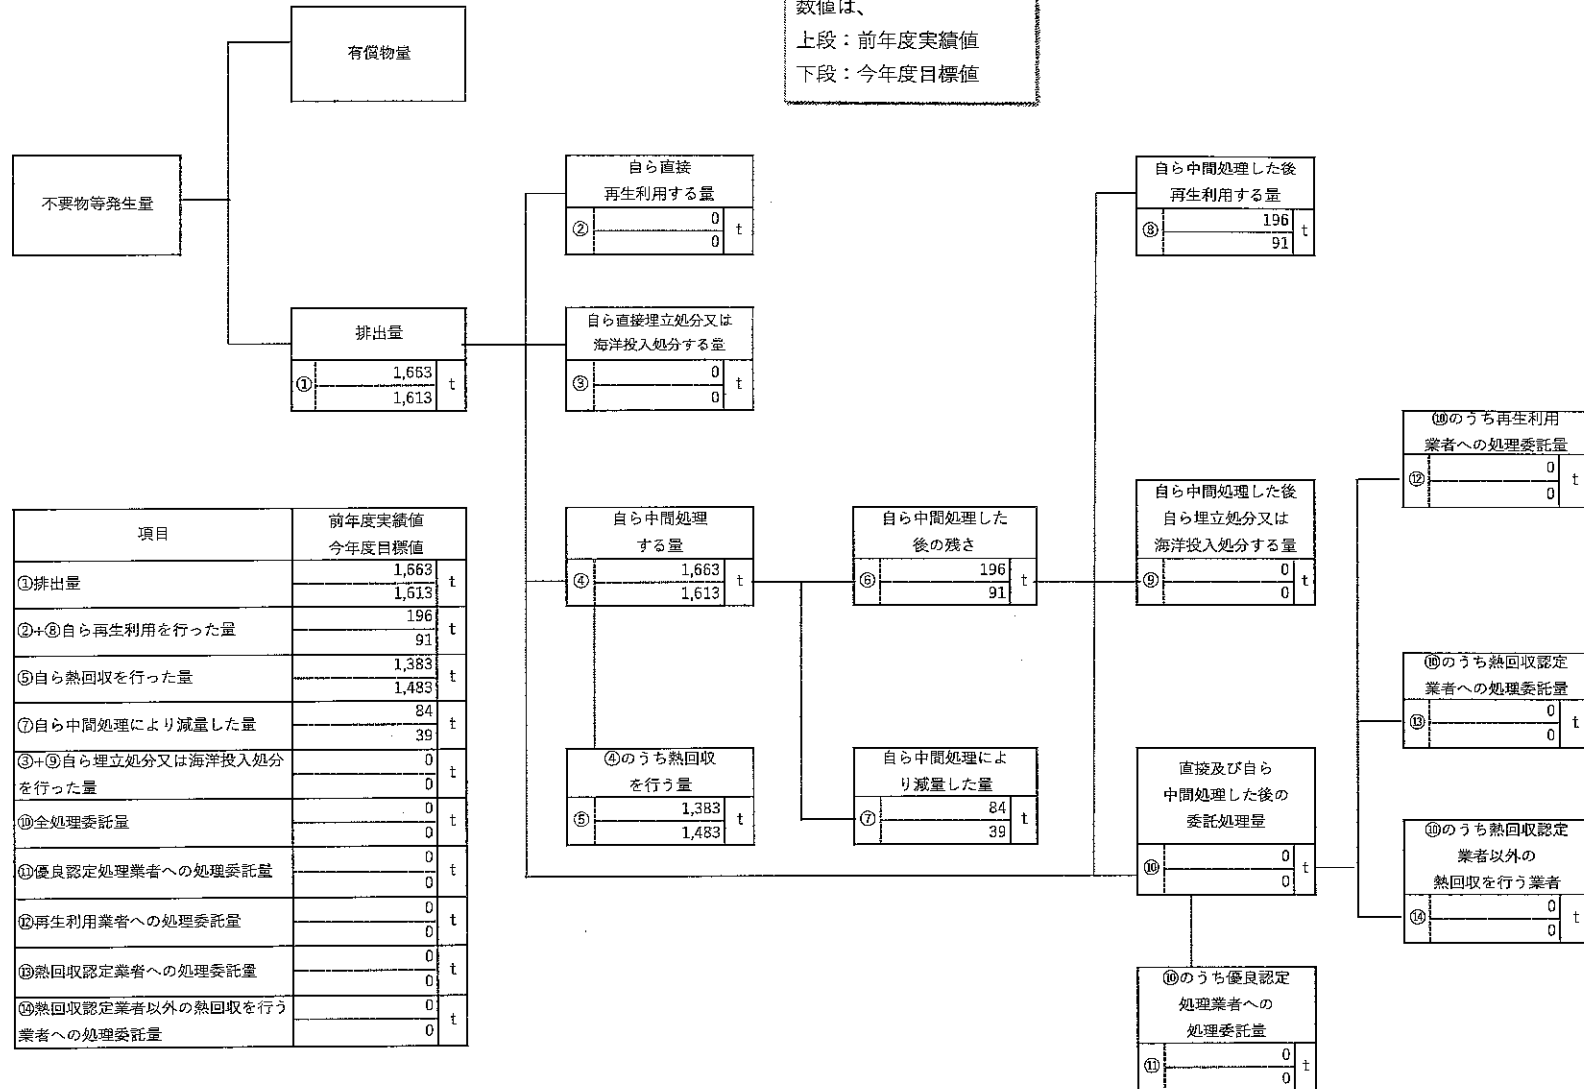 数値は、
上段：前年度実績値
下段：今年度目標値
有償物量
不要物等発生量
排出量
①
1,663
1,613
t
自ら直接
再生利用する量
②
0
0
t
自ら直接埋立処分又は
海洋投入処分する量
③
0
0
t
自ら中間処理
する量
④
1,663
1,613
t
④のうち熱回収
を行う量
⑤
1,383
1,483
t
自ら中間処理した
後の残さ
⑥
196
91
t
自ら中間処理によ
り減量した量
⑦
84
39
t
自ら中間処理した後
再生利用する量
⑧
196
91
t
自ら中間処理した後
自ら埋立処分又は
海洋投入処分する量
⑨
0
0
t
直接及び自ら
中間処理した後の
委託処理量
⑩
0
0
t
⑩のうち優良認定
処理業者への
処理委託量
⑪
0
0
t
⑩のうち再生利用
業者への処理委託量
⑫
0
0
t
⑩のうち熱回収認定
業者への処理委託量
⑬
0
0
t
⑩のうち熱回収認定
業者以外の
熱回収を行う業者
⑭
0
0
t
項目
前年度実績値
今年度目標値
①排出量
1,663
1,613
t
②+⑧自ら再生利用を行った量
196
91
t
⑤自ら熱回収を行った量
1,383
1,483
t
⑦自ら中間処理により減量した量
84
39
t
③+⑨自ら埋立処分又は海洋投入処分
を行った量
0
0
t
⑩全処理委託量
0
0
t
⑪優良認定処理業者への処理委託量
0
0
t
⑫再生利用業者への処理委託量
0
0
t
⑬熱回収認定業者への処理委託量
0
0
t
⑭熱回収認定業者以外の熱回収を行う
業者への処理委託量
0
0
t